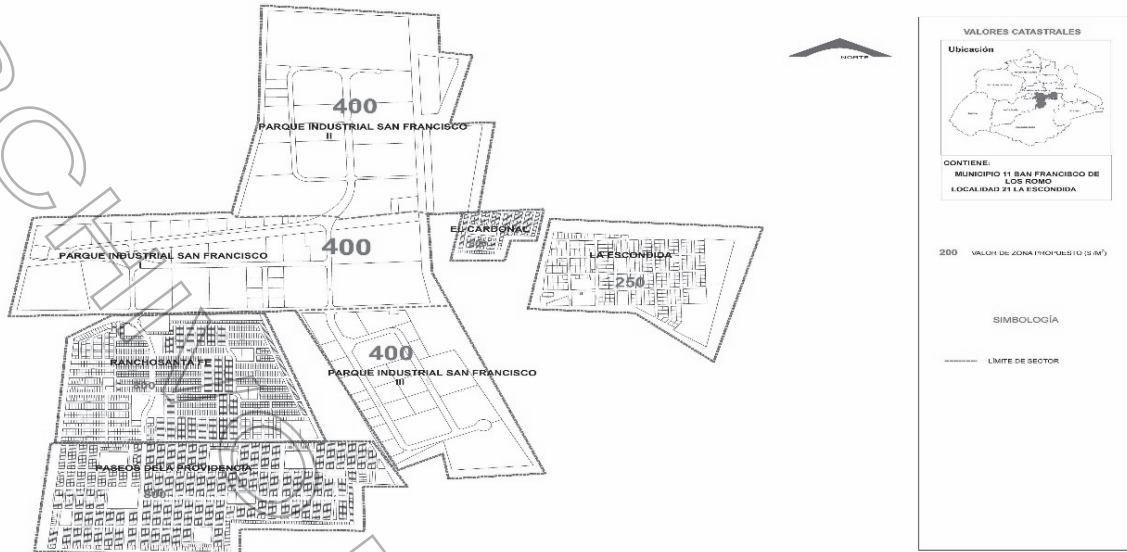 400
PARQUE INDUSTRIAL SAN FRANCISCO
II
NORTE
400
PARQUE INDUSTRIAL SAN FRANCISCO
I
EL CARDONAL
LA ESCONDIDA
250
RANCHO SANTA FE
400
PARQUE INDUSTRIAL SAN FRANCISCO
III
PASEOS DE LA PROVIDENCIA
VALORES CATASTRALES
Ubicación
CONTIENE:
MUNICIPIO 11 SAN FRANCISCO DE
LOS ROMO
LOCALIDAD 21 LA ESCONDIDA
200 VALOR DE ZONA PROPUESTO ($/M²)
SIMBOLOGÍA
LÍMITE DE SECTOR